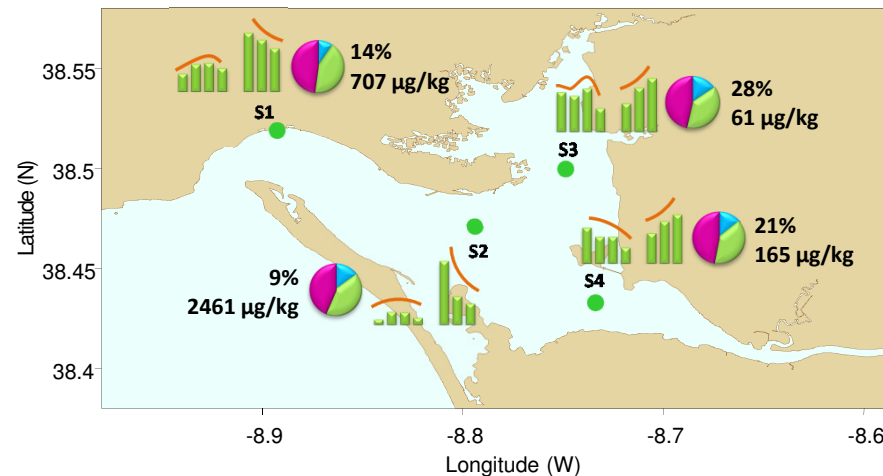 38.55
38.5
38.45
38.4
Latitude (N)
14%
707 µg/kg
S1
28%
61 µg/kg
S3
S2
21%
165 µg/kg
S4
9%
2461 µg/kg
-8.9
-8.8
-8.7
-8.6
Longitude (W)